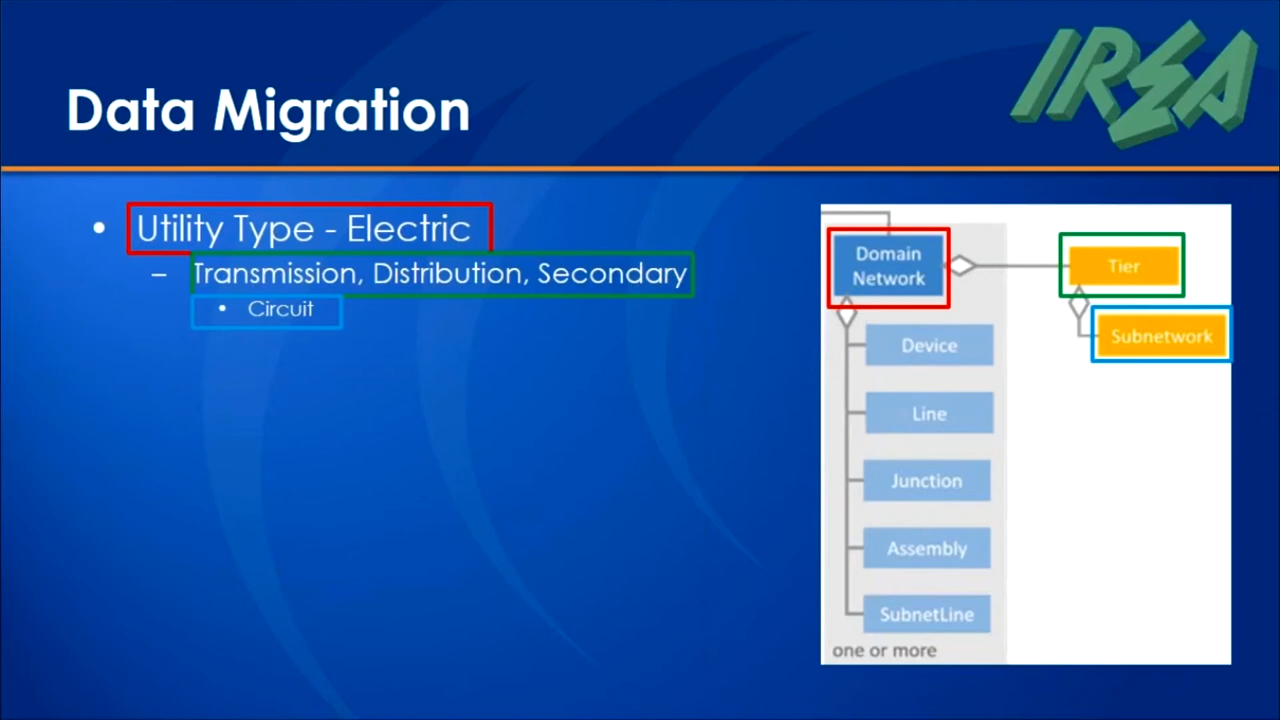 IREA
Data Migration
• Utility Type - Electric
– Transmission, Distribution, Secondary
• Circuit
Domain
Network
Tier
Subnetwork
Device
Line
Junction
Assembly
SubnetLine
one or more